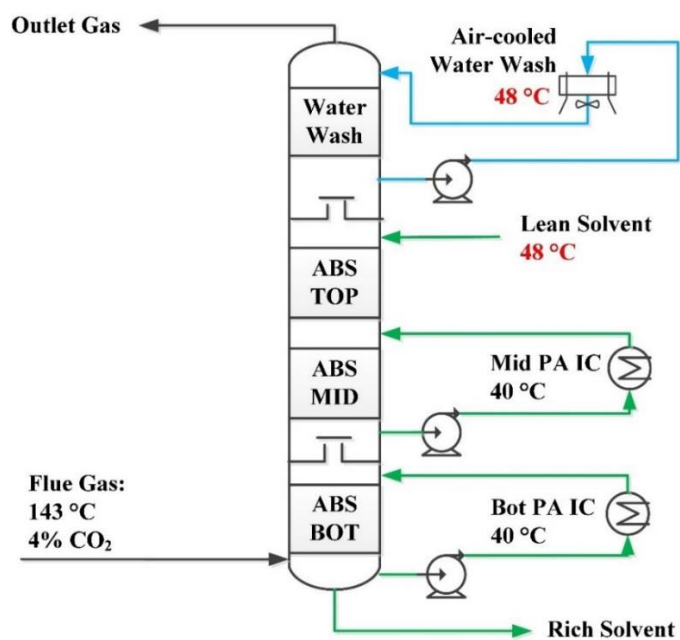 Outlet Gas
Air-cooled
Water Wash
48 °C
Water
Wash
Lean Solvent
48 °C
ABS
TOP
ABS
MID
Mid PA IC
40 °C
Flue Gas:
143 °C
4% CO₂
ABS
BOT
Bot PA IC
40 °C
Rich Solvent